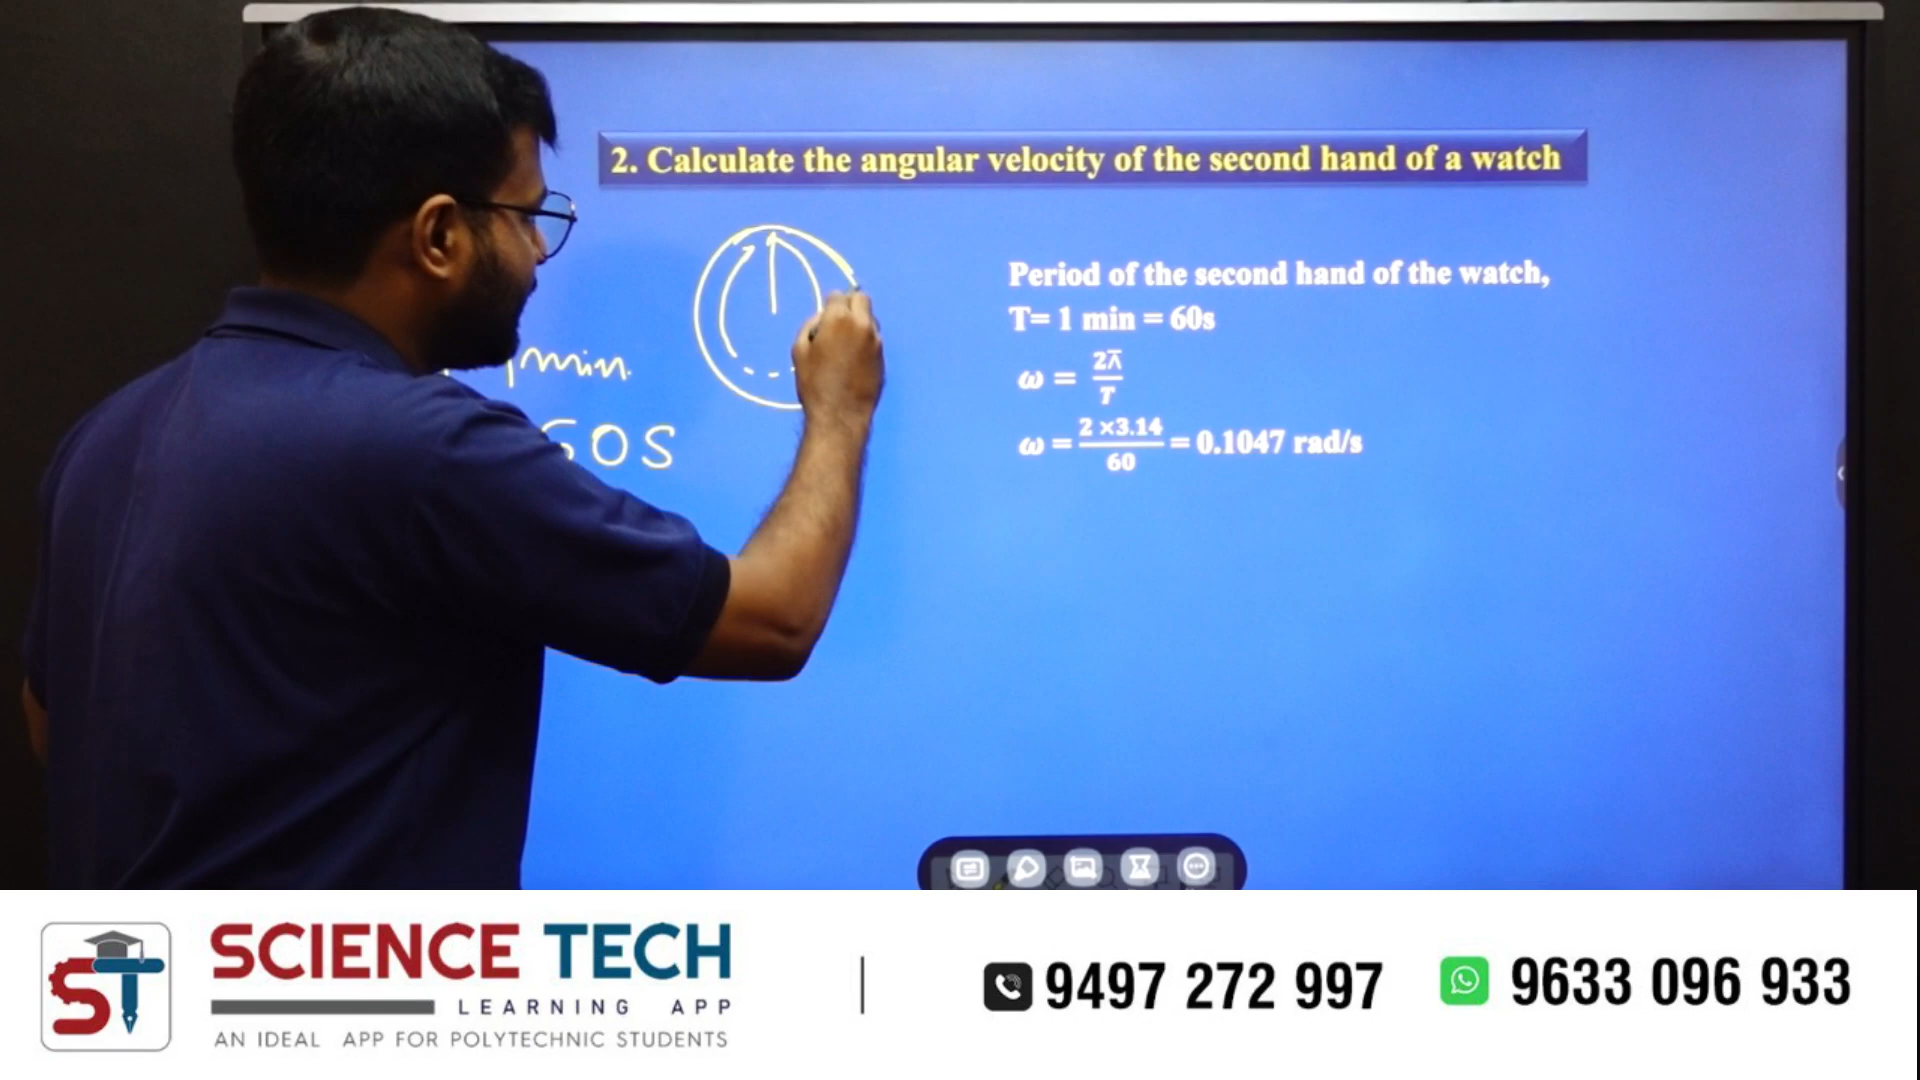 2. Calculate the angular velocity of the second hand of a watch
1 min.
60S
Period of the second hand of the watch,
T= 1 min = 60s
ω = 2π/T
ω = 2 ×3.14/60 = 0.1047 rad/s
ST
SCIENCE TECH
LEARNING APP
AN IDEAL APP FOR POLYTECHNIC STUDENTS
9497 272 997
9633 096 933